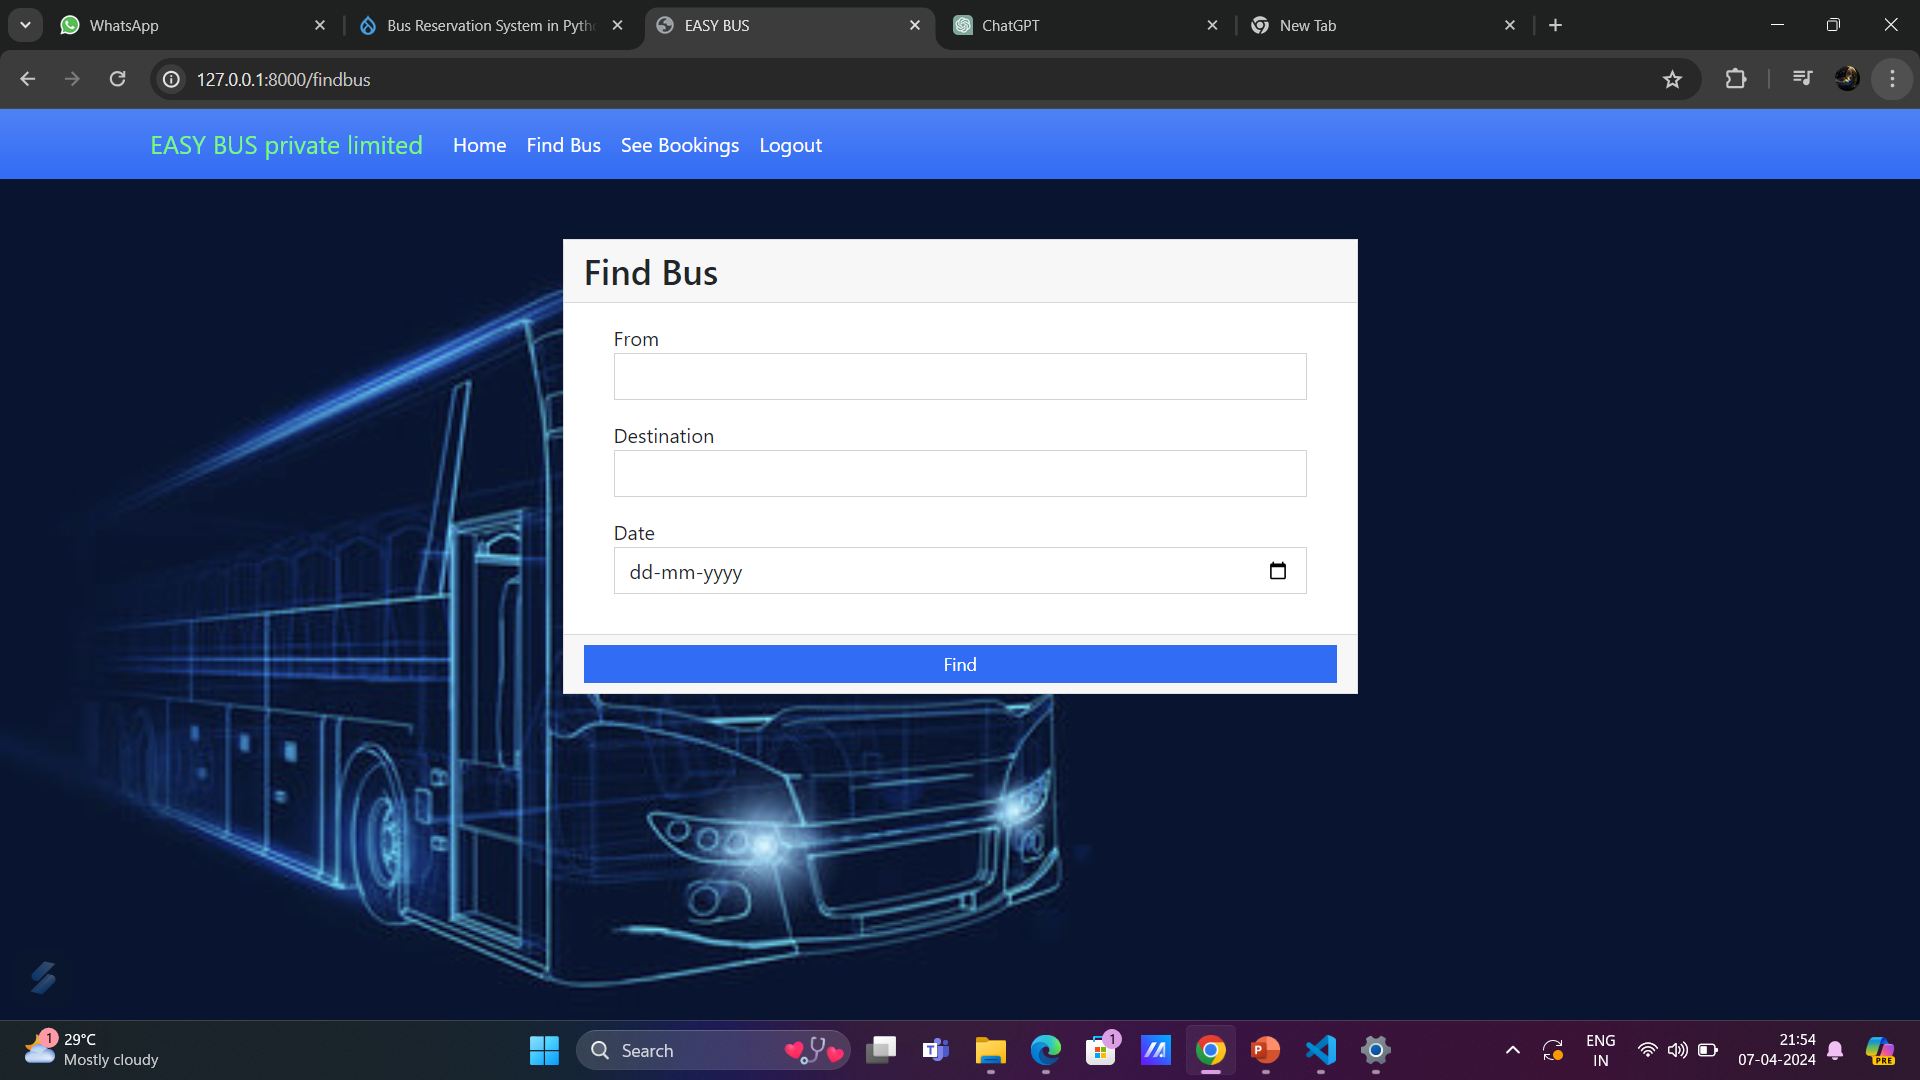 WhatsApp
Bus Reservation System in Pytho
EASY BUS
ChatGPT
New Tab
127.0.0.1:8000/findbus
EASY BUS private limited
Home
Find Bus
See Bookings
Logout
Find Bus
From
Destination
Date
dd-mm-yyyy
Find
1
29°C
Mostly cloudy
Search
1
ENG
IN
21:54
07-04-2024
PRE